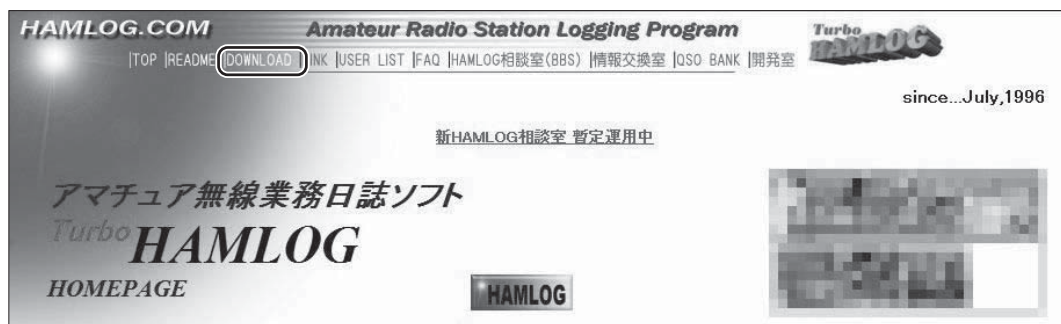 HAMLOG.COM Amateur Radio Station Logging Program Turbo HAMLOG
|TOP |README |DOWNLOAD |INK |USER LIST |FAQ |HAMLOG相談室(BBS) |情報交換室 |QSO BANK |開発室
since...July,1996
新HAMLOG相談室 暫定運用中
アマチュア無線業務日誌ソフト
Turbo HAMLOG
HOMEPAGE
HAMLOG